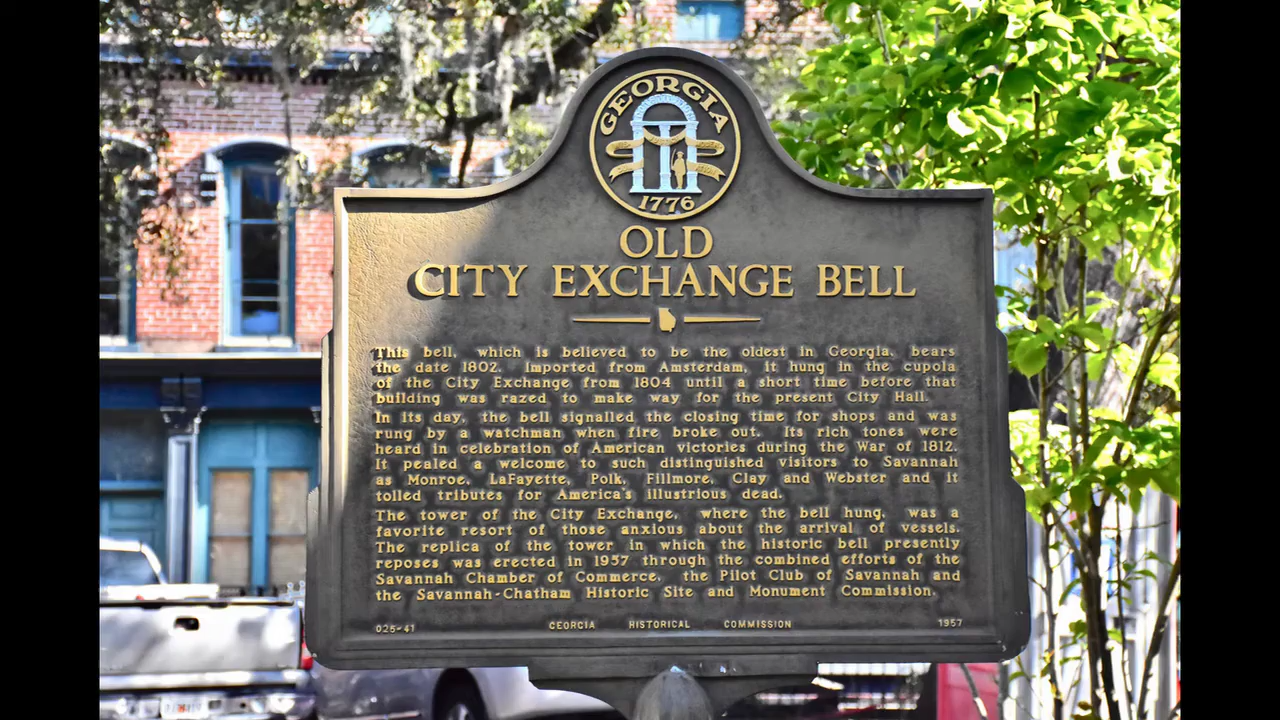 GEORGIA
1776
OLD
CITY EXCHANGE BELL
This bell, which is believed to be the oldest in Georgia, bears
the date 1802. Imported from Amsterdam, it hung in the cupola
of the City Exchange from 1804 until a short time before that
building was razed to make way for the present City Hall.
In its day, the bell signalled the closing time for shops and was
rung by a watchman when fire broke out. Its rich tones were
heard in celebration of American victories during the War of 1812.
It pealed a welcome to such distinguished visitors to Savannah
as Monroe, LaFayette, Polk, Fillmore, Clay and Webster and it
tolled tributes for America's illustrious dead.
The tower of the City Exchange, where the bell hung, was a
favorite resort of those anxious about the arrival of vessels.
The replica of the tower in which the historic bell presently
reposes was erected in 1957 through the combined efforts of the
Savannah Chamber of Commerce, the Pilot Club of Savannah and
the Savannah-Chatham Historic Site and Monument Commission.
025-41 GEORGIA HISTORICAL COMMISSION 1957